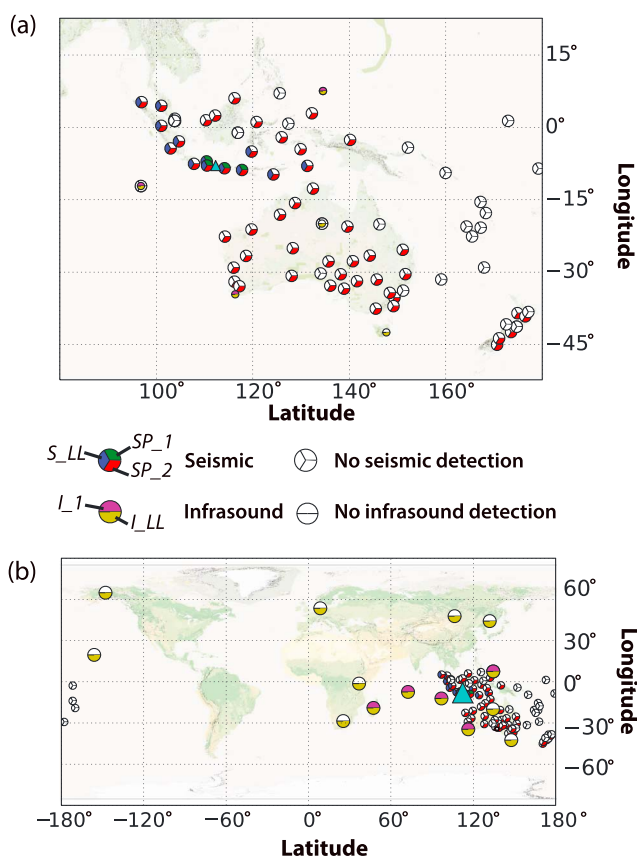 (a)
15°
0°
−15°
−30°
−45°
Longitude
100° 120° 140° 160°
Latitude
S_LL SP_1 SP_2 Seismic No seismic detection
I_1 I_LL Infrasound No infrasound detection
(b)
60°
30°
0°
−30°
−60°
Longitude
−180 −120° −60° 0° 60° 120° 180
Latitude